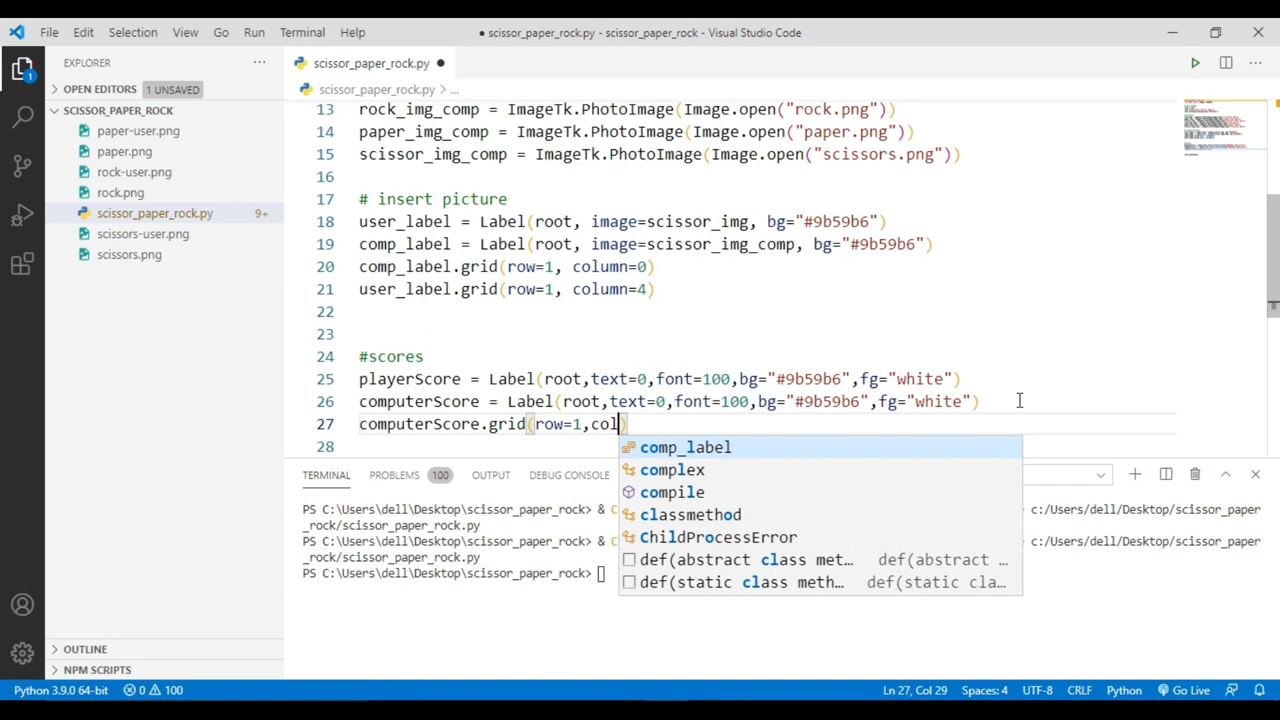 File Edit Selection View Go Run Terminal Help
● scissor_paper_rock.py - scissor_paper_rock - Visual Studio Code
EXPLORER
scissor_paper_rock.py
OPEN EDITORS 1 UNSAVED
scissor_paper_rock.py > ...
SCISSOR_PAPER_ROCK
paper-user.png
paper.png
rock-user.png
rock.png
scissor_paper_rock.py 9+
scissors-user.png
scissors.png
1
13 rock_img_comp = ImageTk.PhotoImage(Image.open("rock.png"))
14 paper_img_comp = ImageTk.PhotoImage(Image.open("paper.png"))
15 scissor_img_comp = ImageTk.PhotoImage(Image.open("scissors.png"))
16
17 # insert picture
18 user_label = Label(root, image=scissor_img, bg="#9b59b6")
19 comp_label = Label(root, image=scissor_img_comp, bg="#9b59b6")
20 comp_label.grid(row=1, column=0)
21 user_label.grid(row=1, column=4)
22
23
24 #scores
25 playerScore = Label(root,text=0,font=100,bg="#9b59b6",fg="white")
26 computerScore = Label(root,text=0,font=100,bg="#9b59b6",fg="white")
27 computerScore.grid(row=1,col)
28
comp_label
complex
compile
classmethod
ChildProcessError
def(abstract class met... def(abstract ...
def(static class meth... def(static cla...
TERMINAL PROBLEMS 100 OUTPUT DEBUG CONSOLE
PS C:\Users\dell\Desktop\scissor_paper_rock> & C c:/Users/dell/Desktop/scissor_paper
_rock/scissor_paper_rock.py
PS C:\Users\dell\Desktop\scissor_paper_rock> & C c:/Users/dell/Desktop/scissor_paper
_rock/scissor_paper_rock.py
PS C:\Users\dell\Desktop\scissor_paper_rock>
OUTLINE
NPM SCRIPTS
Python 3.9.0 64-bit 0 100 Ln 27, Col 29 Spaces: 4 UTF-8 CRLF Python Go Live